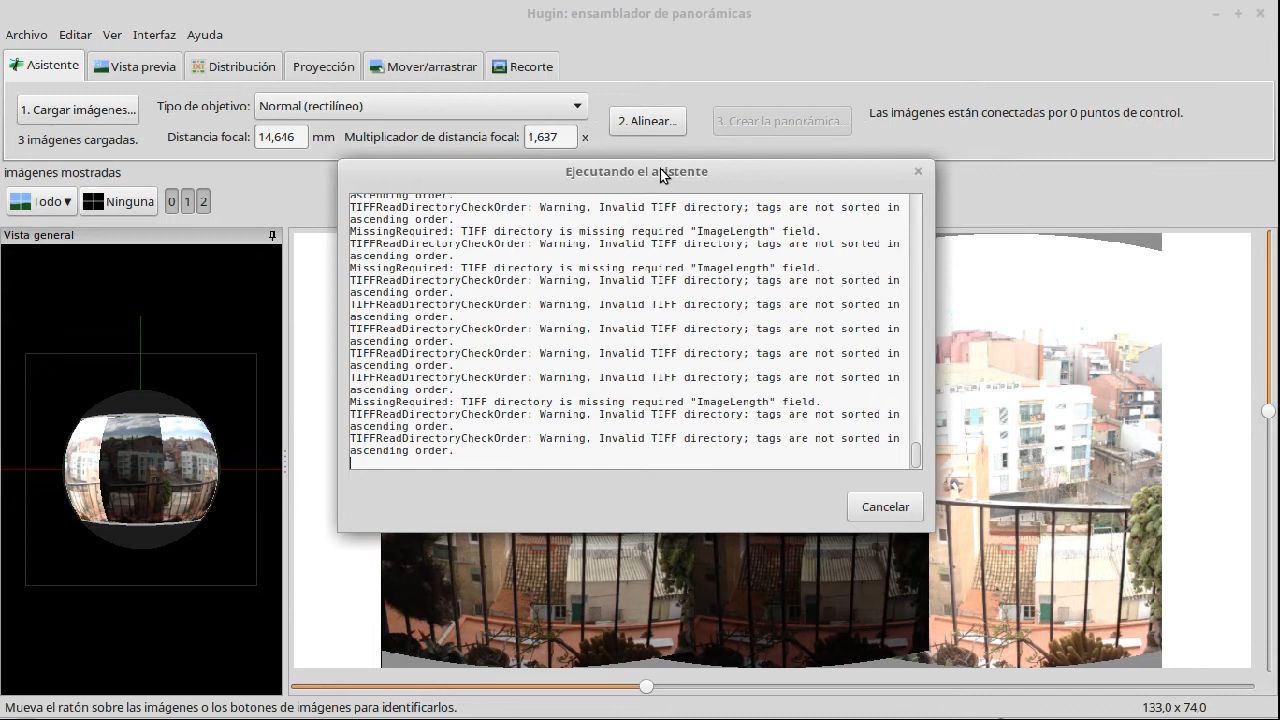 Hugin: ensamblador de panorámicas
Archivo Editar Ver Interfaz Ayuda
Asistente Vista previa Distribución Proyección Mover/arrastrar Recorte
1. Cargar imágenes... Tipo de objetivo: Normal (rectilíneo) 2. Alinear... 3. Crear la panorámica... Las imágenes están conectadas por 0 puntos de control.
3 imágenes cargadas. Distancia focal: 14,646 mm Multiplicador de distancia focal: 1,637 x
imágenes mostradas
odo Ninguna 0 1 2
Vista general
Ejecutando el asistente
ascending order.
TIFFReadDirectoryCheckOrder: Warning, Invalid TIFF directory; tags are not sorted in
ascending order.
MissingRequired: TIFF directory is missing required "ImageLength" field.
TIFFReadDirectoryCheckOrder: Warning, Invalid TIFF directory; tags are not sorted in
ascending order.
MissingRequired: TIFF directory is missing required "ImageLength" field.
TIFFReadDirectoryCheckOrder: Warning, Invalid TIFF directory; tags are not sorted in
ascending order.
TIFFReadDirectoryCheckOrder: Warning, Invalid TIFF directory; tags are not sorted in
ascending order.
TIFFReadDirectoryCheckOrder: Warning, Invalid TIFF directory; tags are not sorted in
ascending order.
TIFFReadDirectoryCheckOrder: Warning, Invalid TIFF directory; tags are not sorted in
ascending order.
TIFFReadDirectoryCheckOrder: Warning, Invalid TIFF directory; tags are not sorted in
ascending order.
MissingRequired: TIFF directory is missing required "ImageLength" field.
TIFFReadDirectoryCheckOrder: Warning, Invalid TIFF directory; tags are not sorted in
ascending order.
TIFFReadDirectoryCheckOrder: Warning, Invalid TIFF directory; tags are not sorted in
ascending order.
Cancelar
Mueva el ratón sobre las imágenes o los botones de imágenes para identificarlos. 133,0 x 74.0